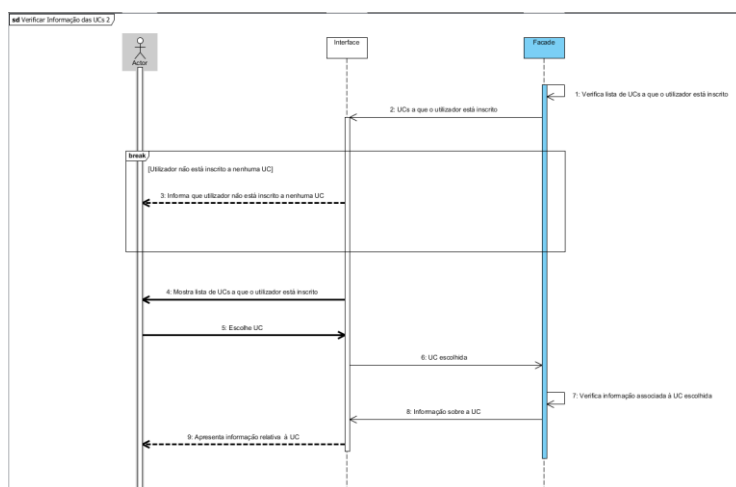 sd Verificar Informação das UCs 2
Actor
Interface
Facade
1: Verifica lista de UCs a que o utilizador está inscrito
2: UCs a que o utilizador está inscrito
break
[Utilizador não está inscrito a nenhuma UC]
3: Informa que utilizador não está inscrito a nenhuma UC
4: Mostra lista de UCs a que o utilizador está inscrito
5: Escolhe UC
6: UC escolhida
7: Verifica informação associada à UC escolhida
8: Informação sobre a UC
9: Apresenta informação relativa à UC